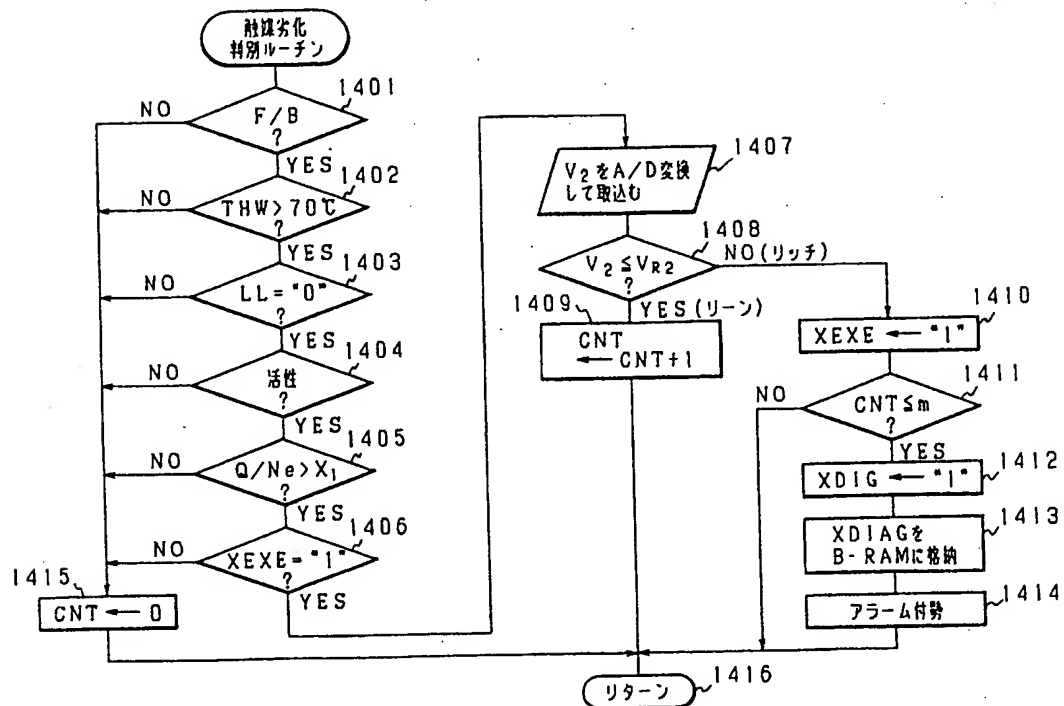 触媒劣化
判別ルーチン
1401
NO
F/B
?
YES
1402
NO
THW>70℃
?
YES
1403
NO
LL="0"
?
YES
1404
NO
活性
?
YES
1405
NO
Q/Ne>X1
?
YES
1406
NO
XEXE="1"
?
YES
1415
CNT ← 0
1407
V2をA/D変換
して取込む
1408
V2≦VR2
?
NO(リッチ)
YES(リーン)
1409
CNT
← CNT+1
1410
XEXE ← "1"
1411
NO
CNT≦m
?
YES
1412
XDIG ← "1"
1413
XDIAGを
B-RAMに格納
1414
アラーム付勢
リターン
1416